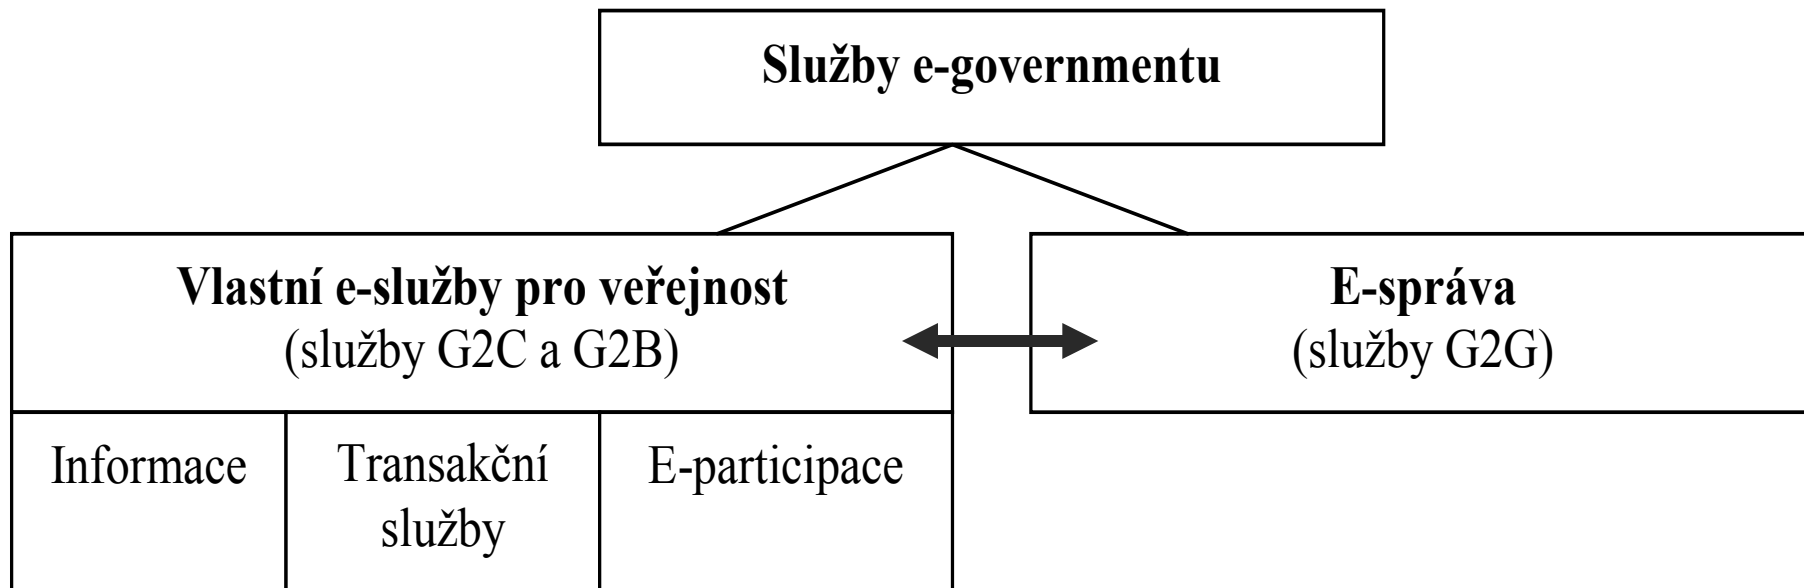 Služby e-governmentu
Vlastní e-služby pro veřejnost
(služby G2C a G2B)
E-správa
(služby G2G)
Informace
Transakční
služby
E-participace